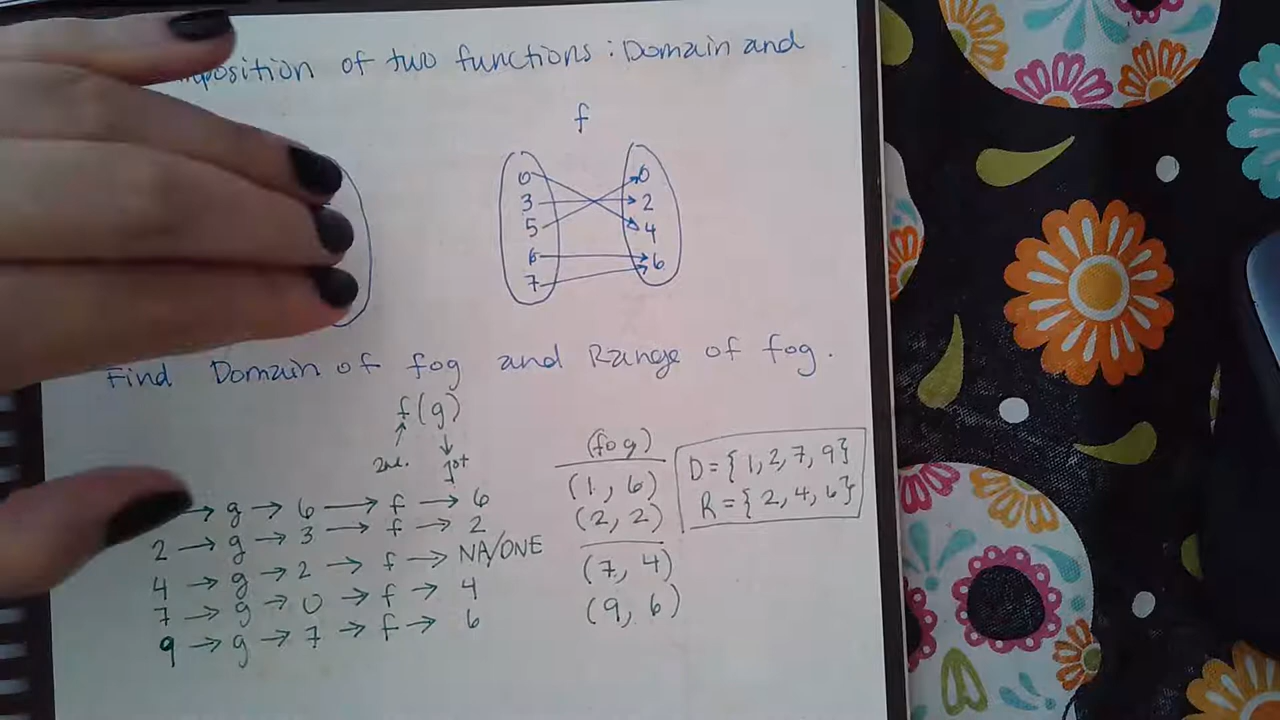 of two functions: Domain and
f
0 0
3 2
5 4
6 6
7
Find Domain of fog and Range of fog.
f(g)
2nd. 1st
→ g → 6 → f → 6
2 → g → 3 → f → 2
4 → g → 2 → f → NA/ONE
7 → g → 0 → f → 4
9 → g → 7 → f → 6
(fog)
(1, 6)
(2, 2)
(7, 4)
(9, 6)
D = {1, 2, 7, 9}
R = {2, 4, 6}